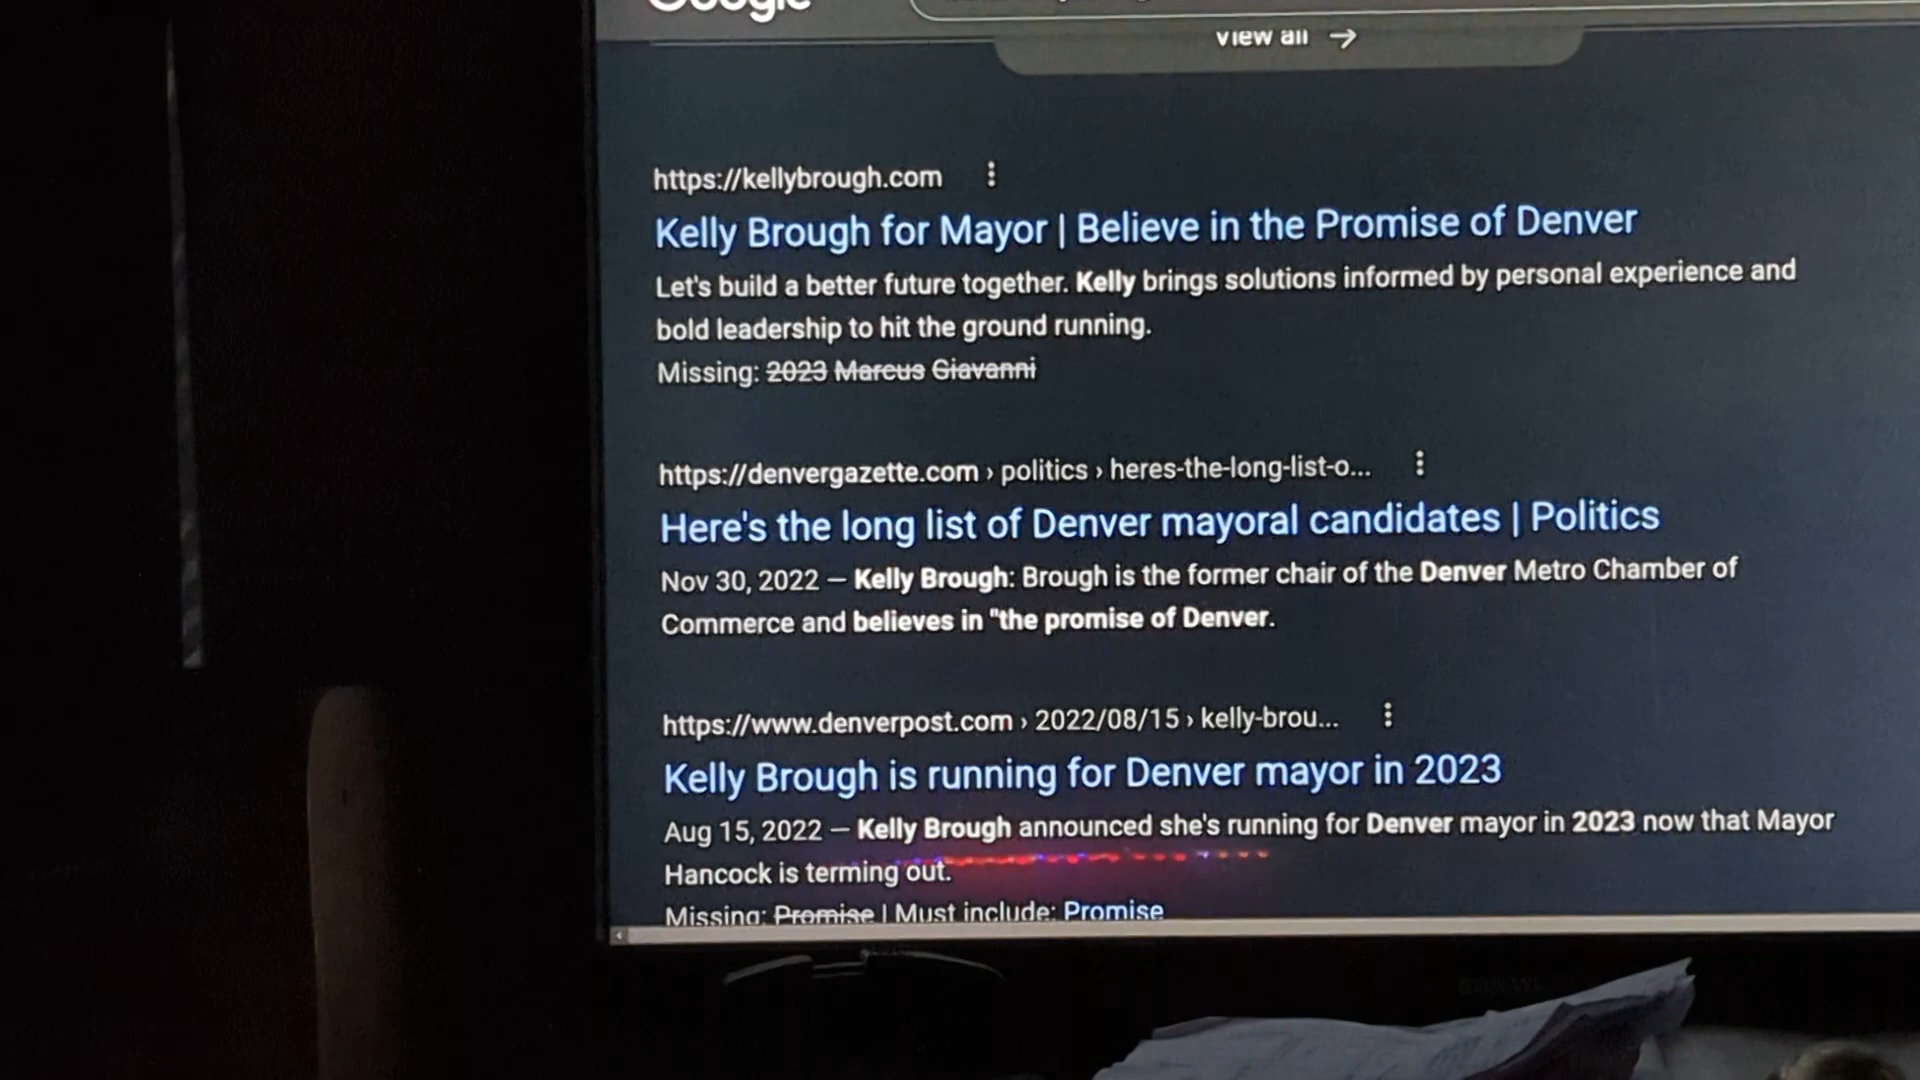 Google
View all →
https://kellybrough.com
Kelly Brough for Mayor | Believe in the Promise of Denver
Let's build a better future together. Kelly brings solutions informed by personal experience and
bold leadership to hit the ground running.
Missing: 2023 Marcus Giavanni
https://denvergazette.com › politics › heres-the-long-list-o...
Here's the long list of Denver mayoral candidates | Politics
Nov 30, 2022 — Kelly Brough: Brough is the former chair of the Denver Metro Chamber of
Commerce and believes in "the promise of Denver.
https://www.denverpost.com › 2022/08/15 › kelly-brou...
Kelly Brough is running for Denver mayor in 2023
Aug 15, 2022 — Kelly Brough announced she's running for Denver mayor in 2023 now that Mayor
Hancock is terming out.
Missing: Promise | Must include: Promise